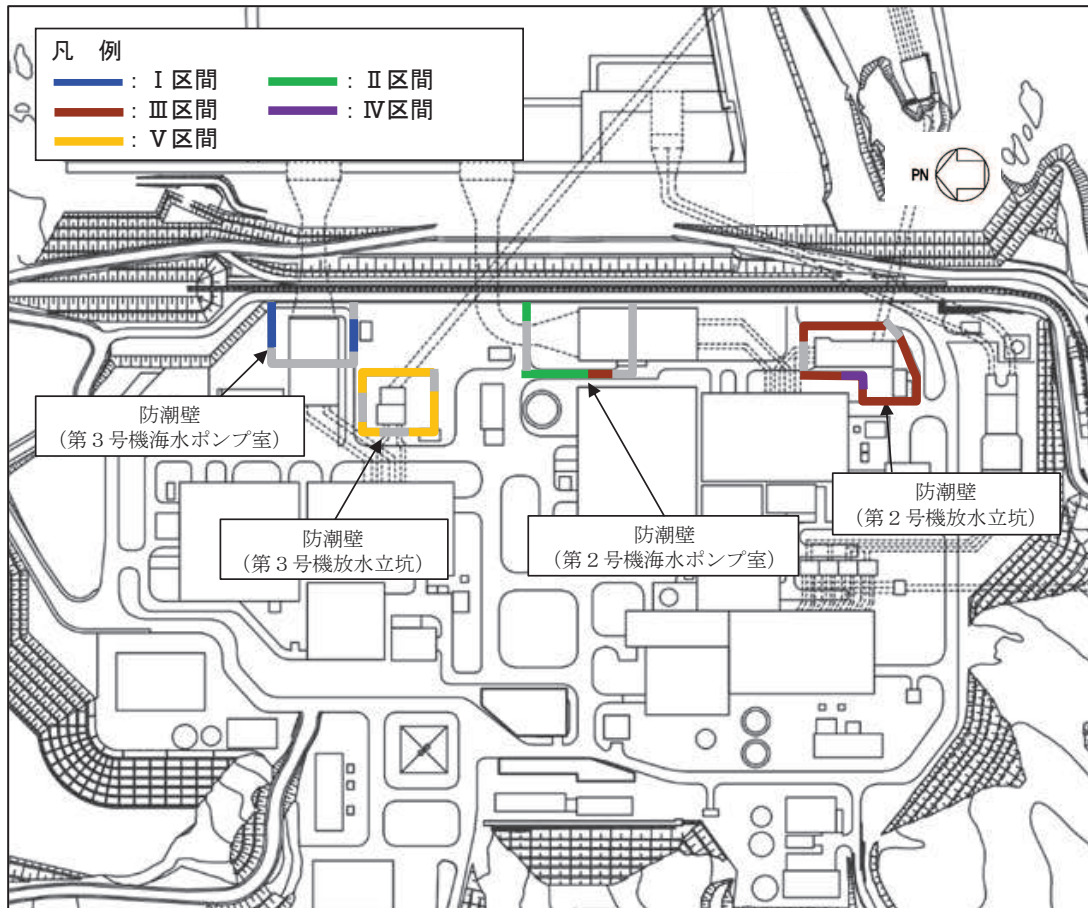 凡 例
: Ⅰ区間
: Ⅱ区間
: Ⅲ区間
: Ⅳ区間
: Ⅴ区間
PN
防潮壁
(第3号機海水ポンプ室)
防潮壁
(第3号機放水立坑)
防潮壁
(第2号機海水ポンプ室)
防潮壁
(第2号機放水立坑)